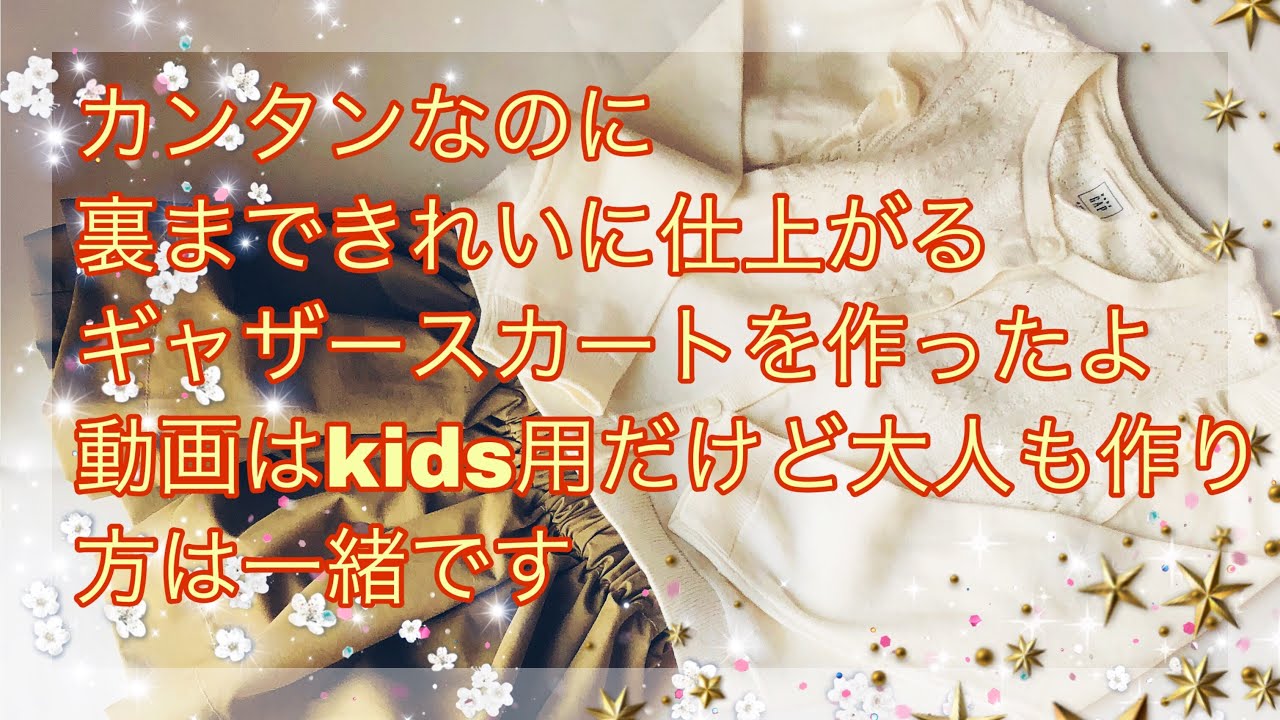 カンタンなのに
裏まできれいに仕上がる
ギャザースカートを作ったよ
動画はkids用だけど大人も作り
方は一緒です
GAP